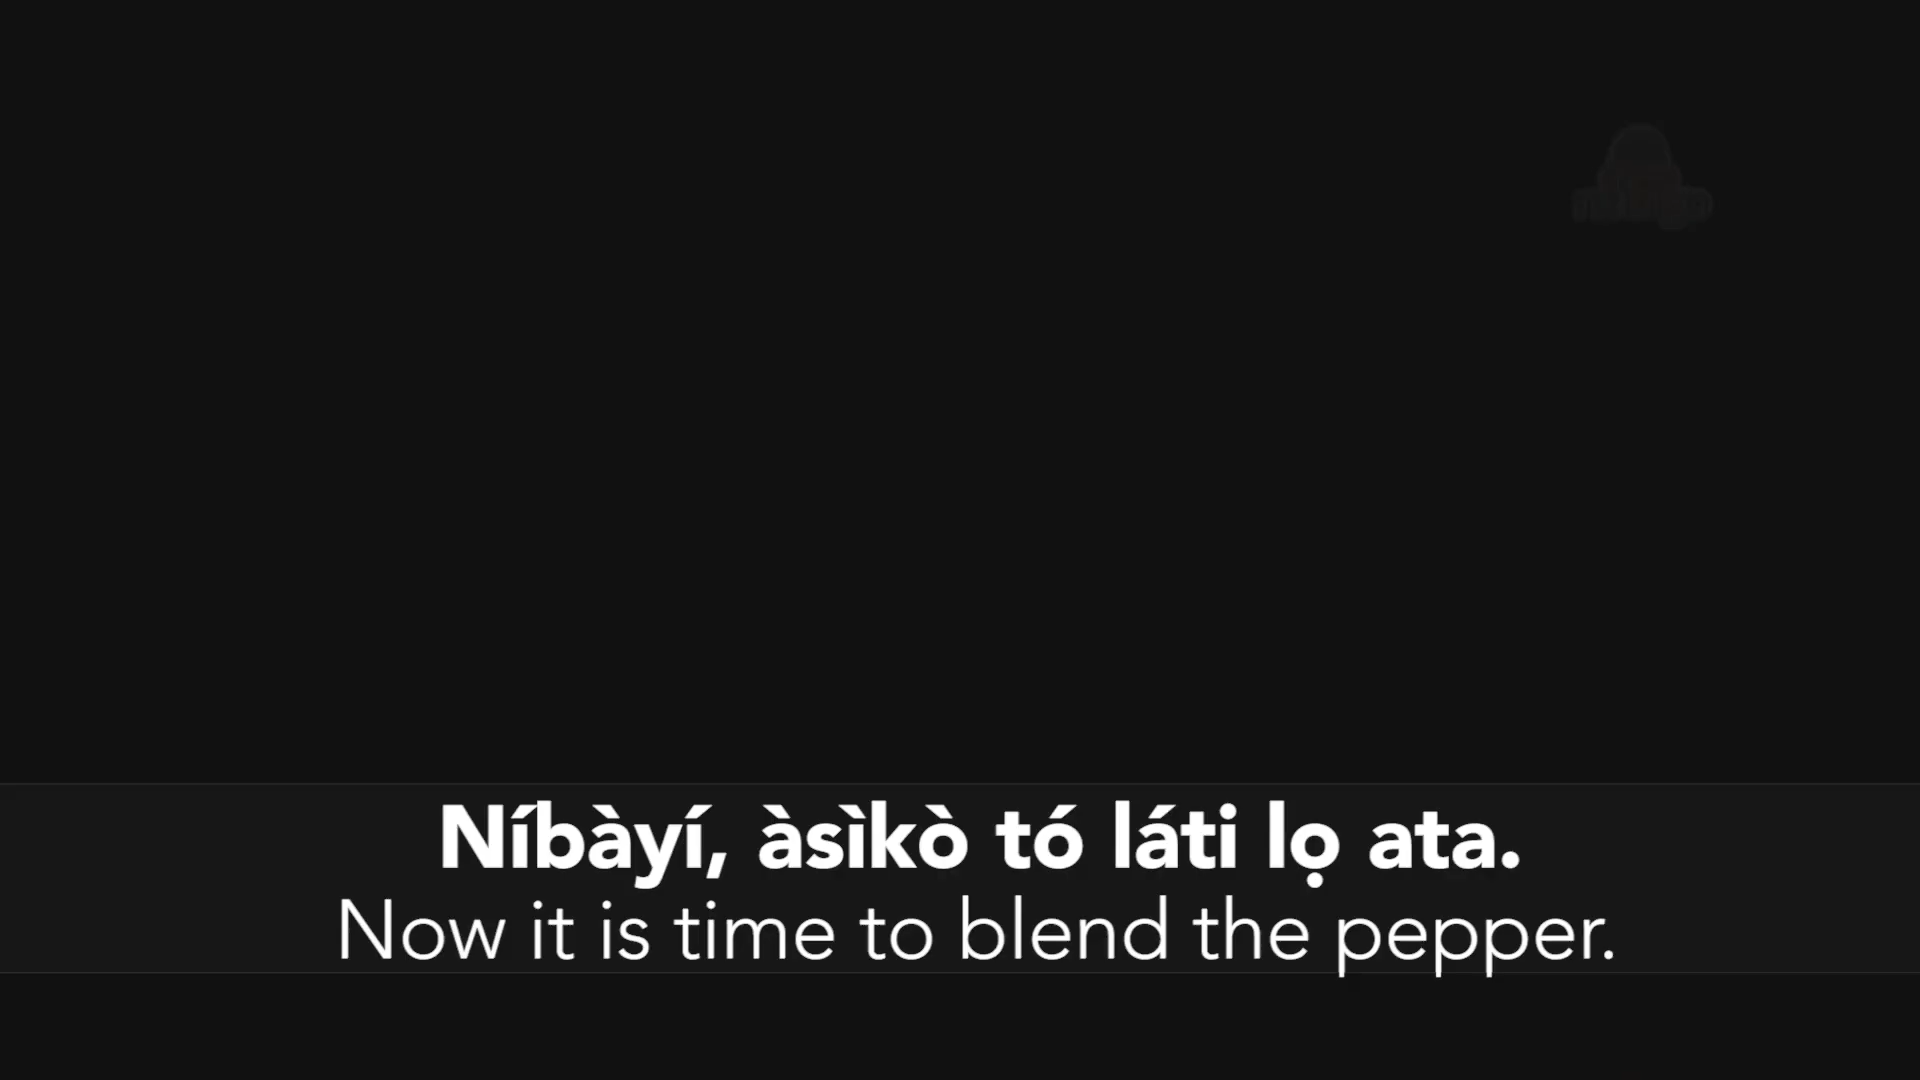 Níbàyí, àsìkò tó láti lọ ata.
Now it is time to blend the pepper.